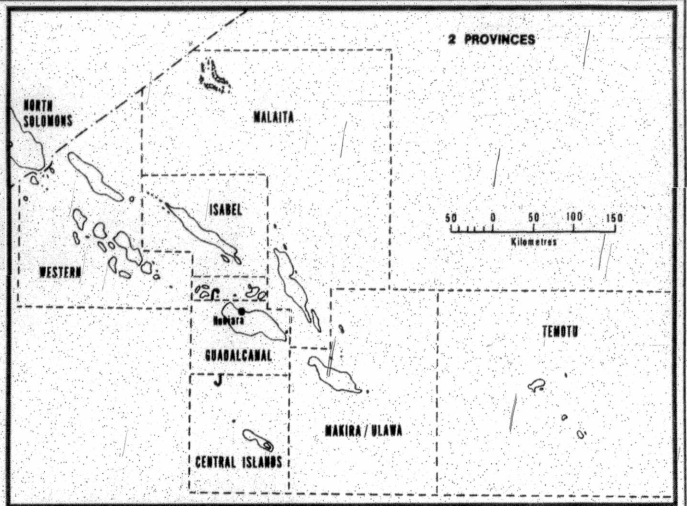 2 PROVINCES
NORTH
SOLOMONS
MALAITA
ISABEL
50 0 50 100 150
Kilometres
WESTERN
Honiara
GUADALCANAL
TEMOTU
MAKIRA / ULAWA
CENTRAL ISLANDS